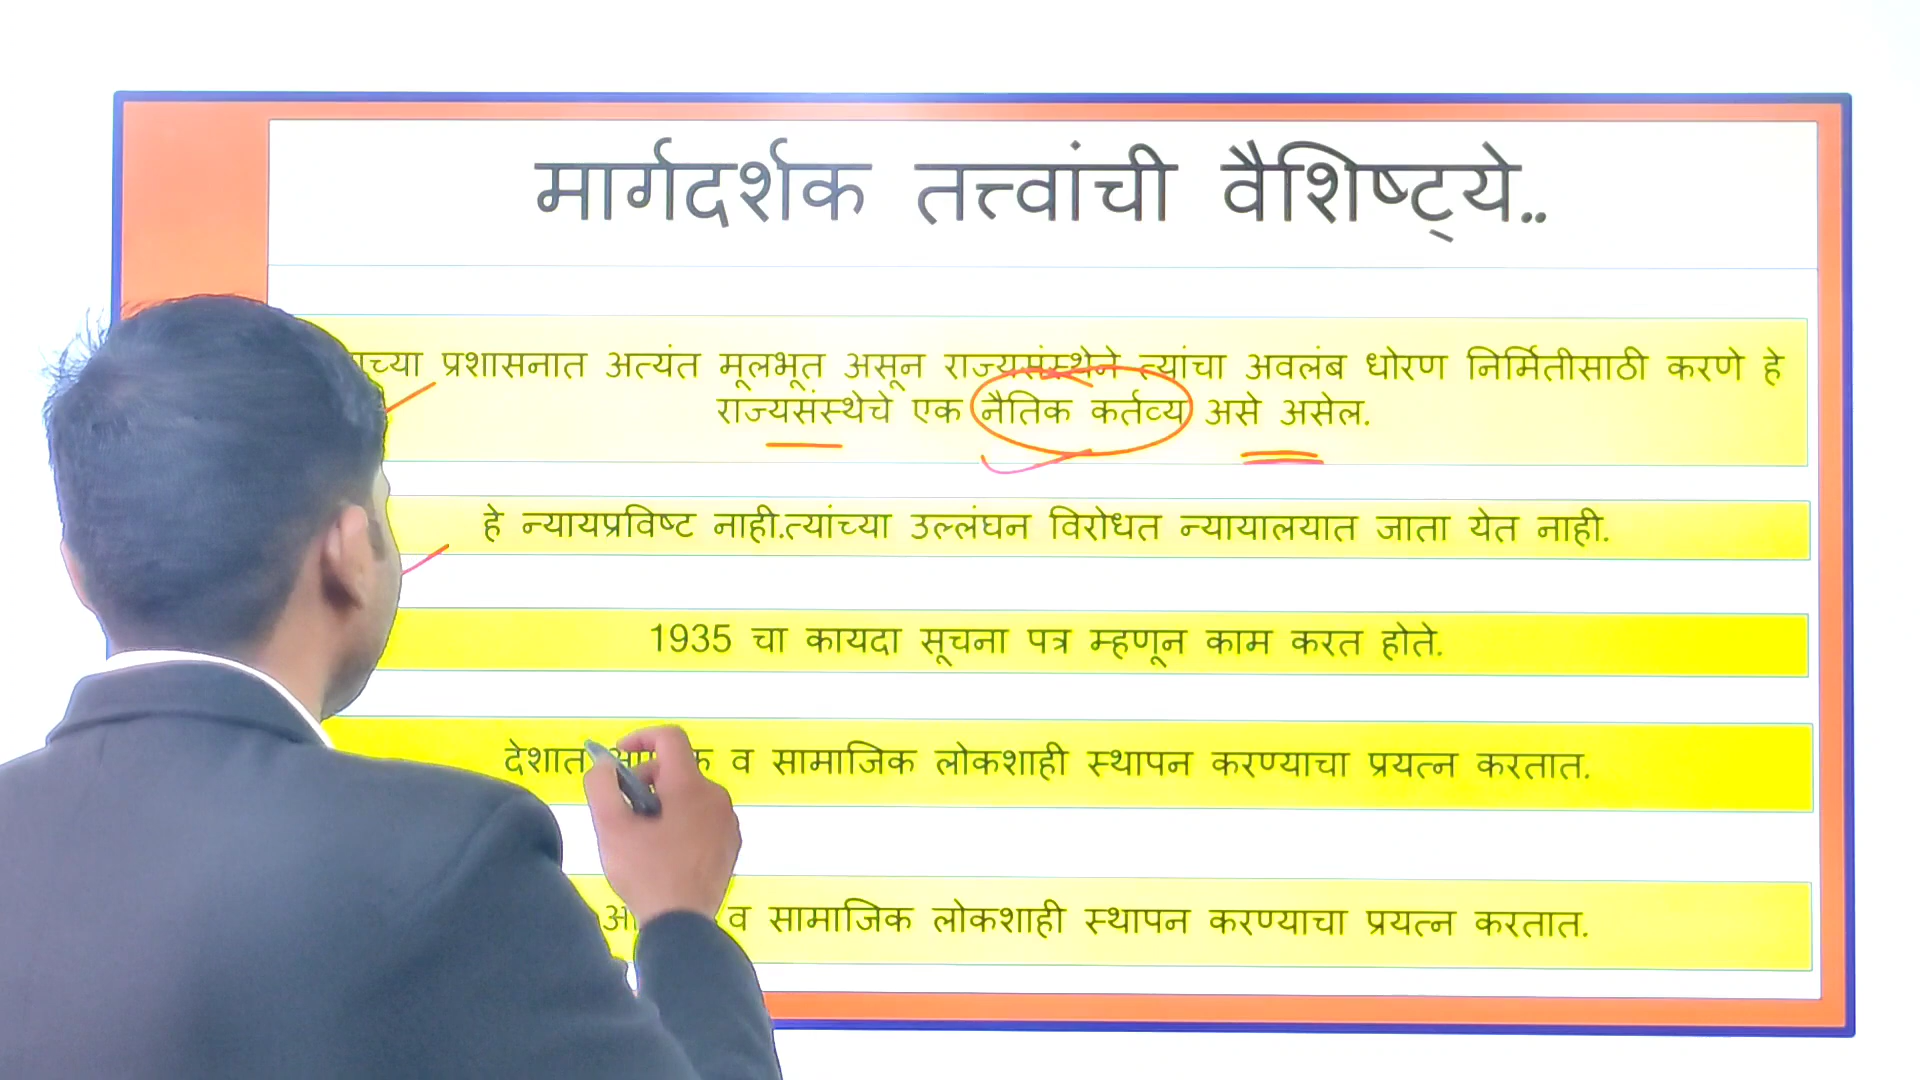 मार्गदर्शक तत्त्वांची वैशिष्ट्ये..
प्रशासनात अत्यंत मूलभूत असून राज्यसंस्थेने त्यांचा अवलंब धोरण निर्मितीसाठी करणे हे
राज्यसंस्थेचे एक नैतिक कर्तव्य असे असेल.
हे न्यायप्रविष्ट नाही.त्यांच्या उल्लंघन विरोधत न्यायालयात जाता येत नाही.
1935 चा कायदा सूचना पत्र म्हणून काम करत होते.
देशात व सामाजिक लोकशाही स्थापन करण्याचा प्रयत्न करतात.
व सामाजिक लोकशाही स्थापन करण्याचा प्रयत्न करतात.